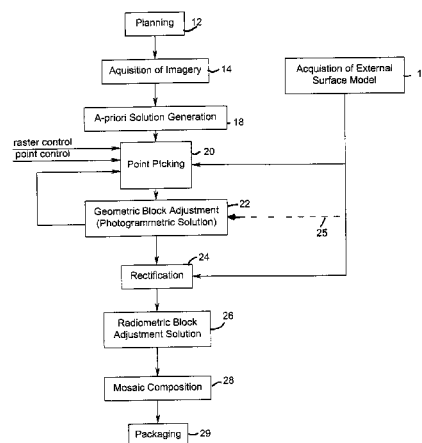 Planning
12
Aquisition of Imagery
14
Acquistion of External
Surface Model
1
A-priori Solution Generation
18
raster control
point control
20
Point Picking
22
Geometric Block Adjustment
(Photogrammetric Solution)
25
24
Rectification
Radiometric Block
Adjustment Solution
26
Mosaic Composition
28
Packaging
29